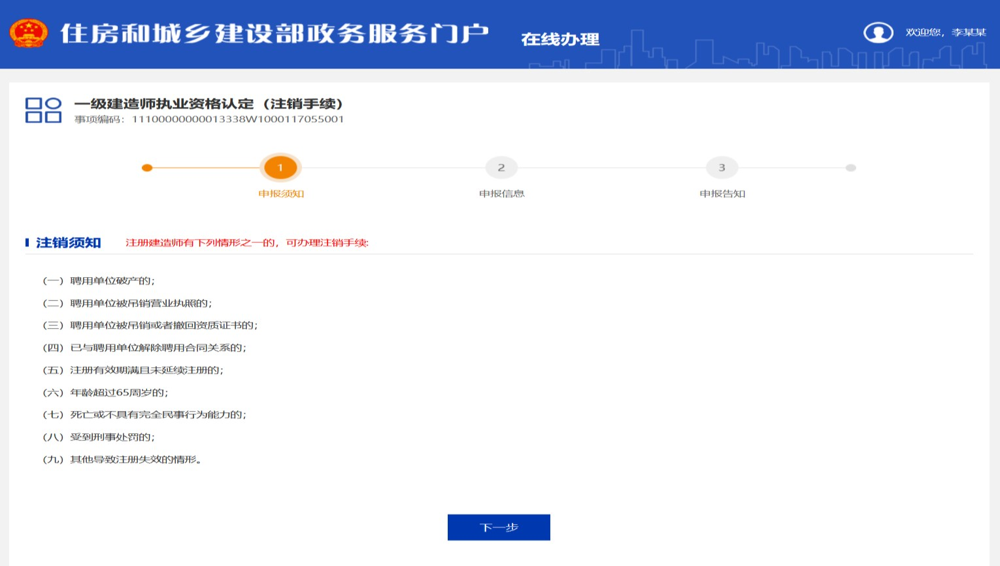 住房和城乡建设部政务服务门户
在线办理
欢迎您，李某某
一级建造师执业资格认定（注销手续）
事项编码：11100000000013338W1000117055001
1
2
3
申报须知
申报信息
申报告知
注销须知
注册建造师有下列情形之一的，可办理注销手续:
（一）聘用单位破产的；
（二）聘用单位被吊销营业执照的；
（三）聘用单位被吊销或者撤回资质证书的；
（四）已与聘用单位解除聘用合同关系的；
（五）注册有效期满且未延续注册的；
（六）年龄超过65周岁的；
（七）死亡或不具有完全民事行为能力的；
（八）受到刑事处罚的；
（九）其他导致注册失效的情形。
下一步